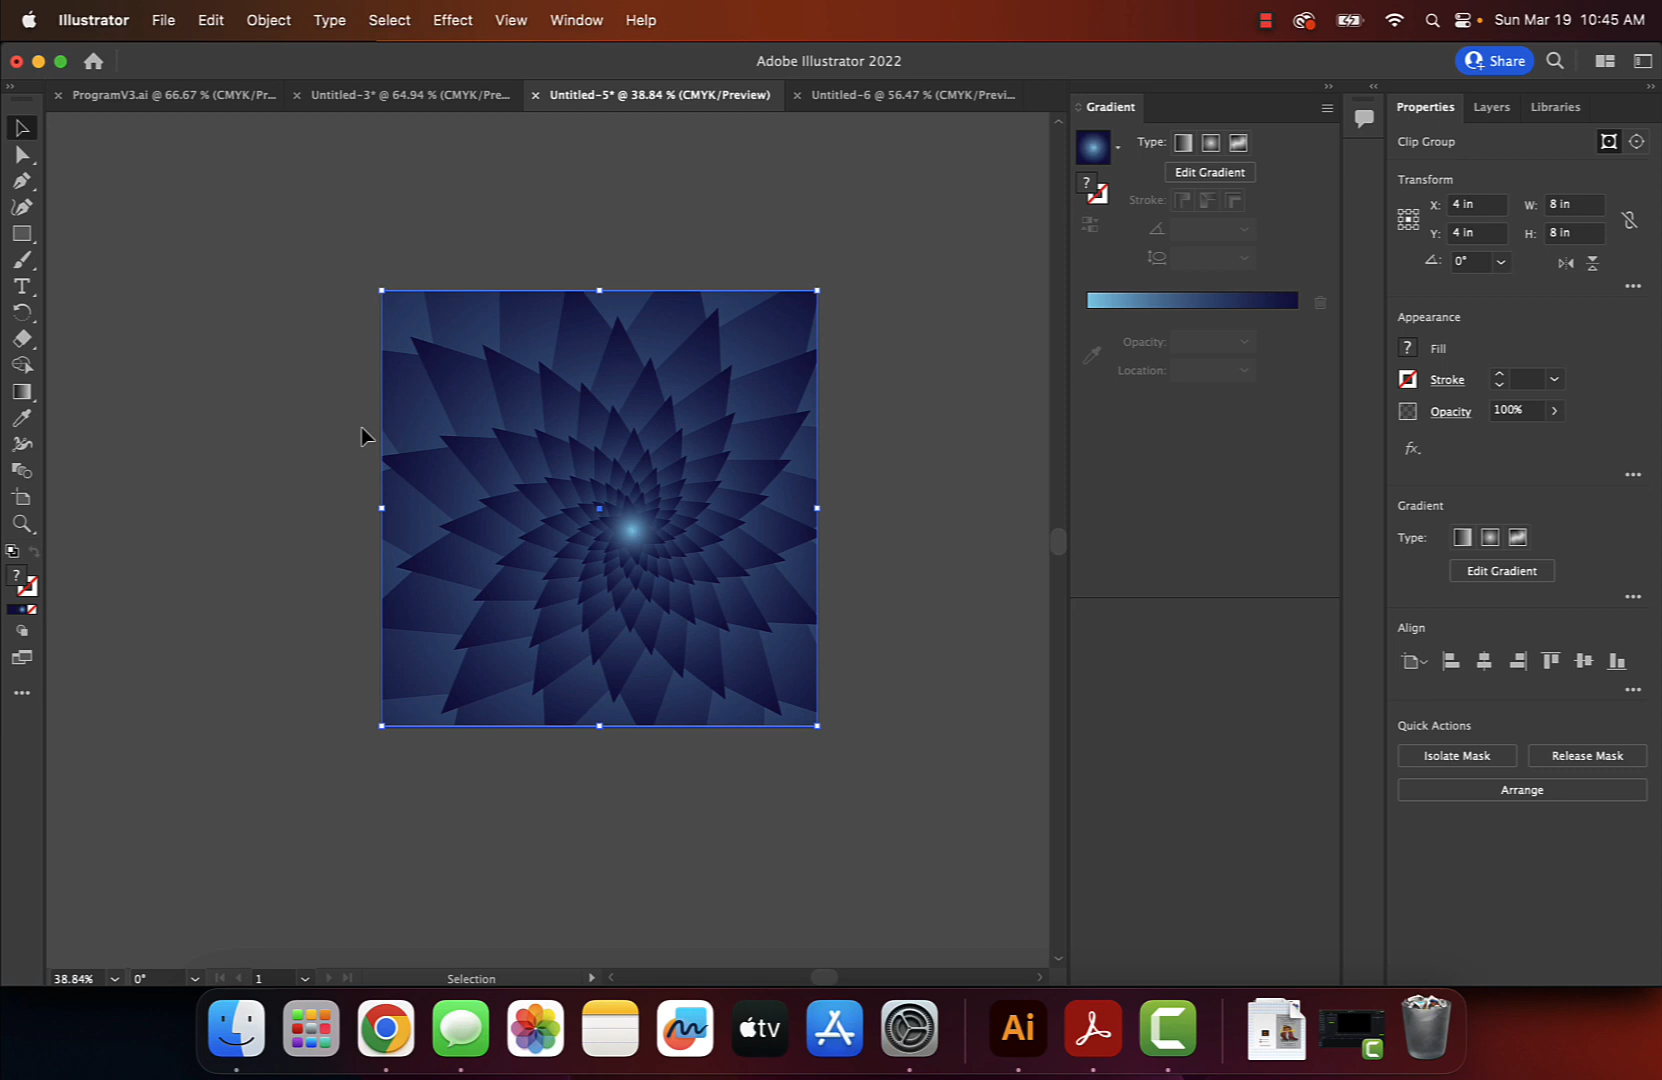 Illustrator File Edit Object Type Select Effect View Window Help Sun Mar 19 10:45 AM
Adobe Illustrator 2022 Share
ProgramV3.ai @ 66.67 % (CMYK/Pr... Untitled-3* @ 64.94 % (CMYK/Pre... Untitled-5* @ 38.84 % (CMYK/Preview) Untitled-6 @ 56.47 % (CMYK/Previ...
Gradient
Type:
Edit Gradient
?
Stroke:
Opacity:
Location:
Properties Layers Libraries
Clip Group
Transform
X: 4 in W: 8 in
Y: 4 in H: 8 in
0°
Appearance
? Fill
Stroke
Opacity 100%
fx.
Gradient
Type:
Edit Gradient
Align
Quick Actions
Isolate Mask Release Mask
Arrange
T
?
38.84% 0° 1 Selection
tv Ai